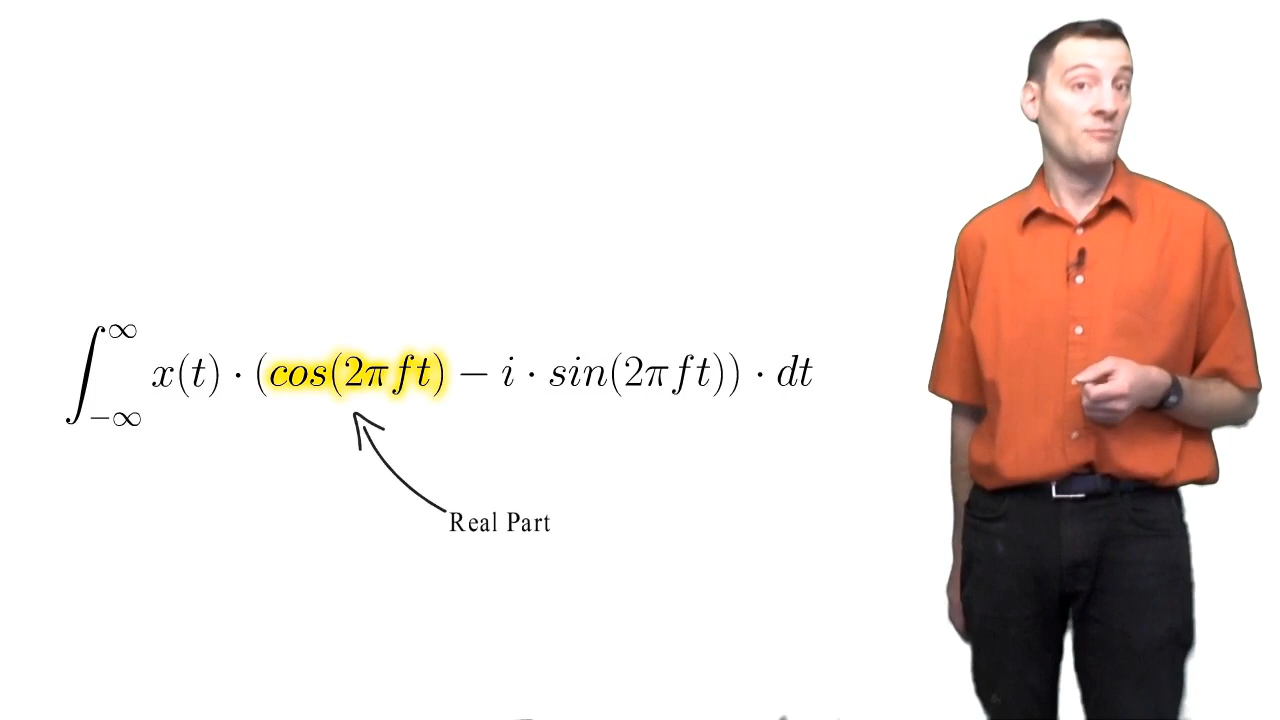 ∫_{-∞}^{∞} x(t) · (cos(2πft) − i · sin(2πft)) · dt
Real Part